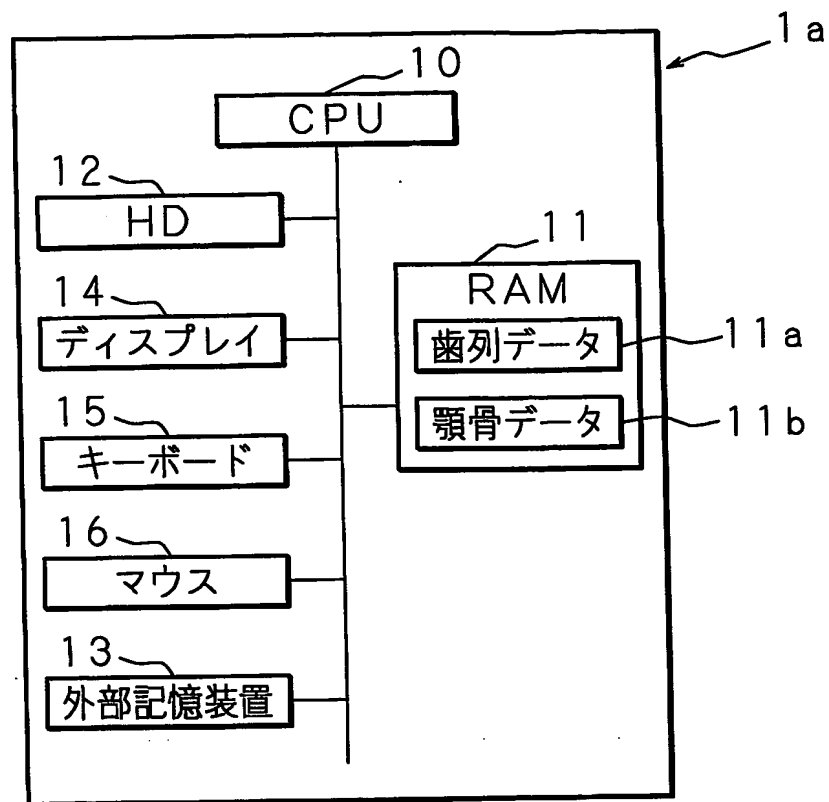 1a
10
CPU
12
HD
11
RAM
14
ディスプレイ
歯列データ
11a
15
キーボード
顎骨データ
11b
16
マウス
13
外部記憶装置